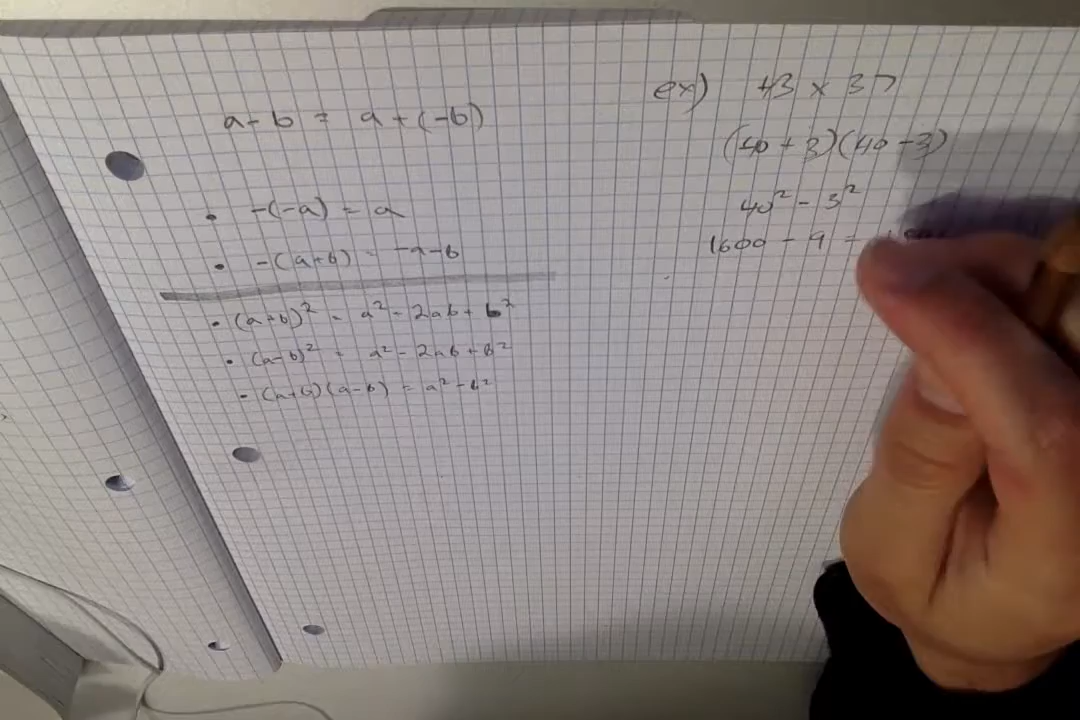 a - b = a + (-b)
• -(-a) = a
• -(a+b) = -a-b
• (a+b)² = a² - 2ab + b²
• (a-b)² = a² - 2ab + b²
- (a+b)(a-b) = a² - b²
ex) 43 x 37
(40 + 3)(40 - 3)
40² - 3²
1600 - 9 =